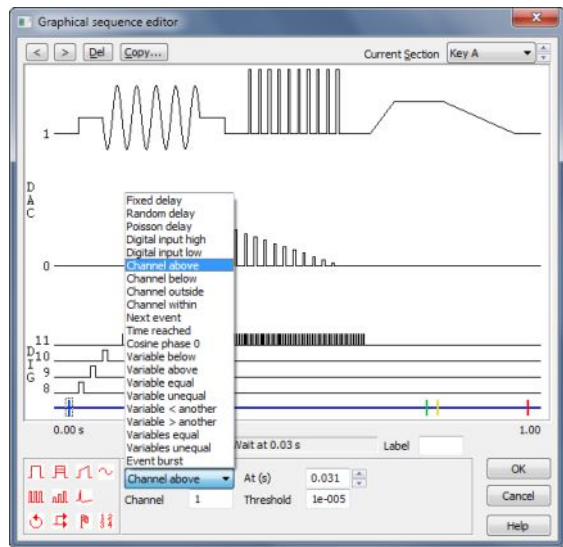 Graphical sequence editor
< > Del Copy... Current Section Key A
1
D
A
C
Fixed delay
Random delay
Poisson delay
Digital input high
Digital input low
Channel above
0
Channel below
Channel outside
Channel within
Next event
Time reached
Cosine phase 0
Variable below
Variable above
Variable equal
Variable unequal
Variable < another
Variable > another
Variables equal
Variables unequal
Event burst
11
D 10
I 9
G 8
0.00 s 1.00
Wait at 0.03 s Label
Channel above At (s) 0.031 OK
Channel 1 Threshold 1e-005 Cancel
Help